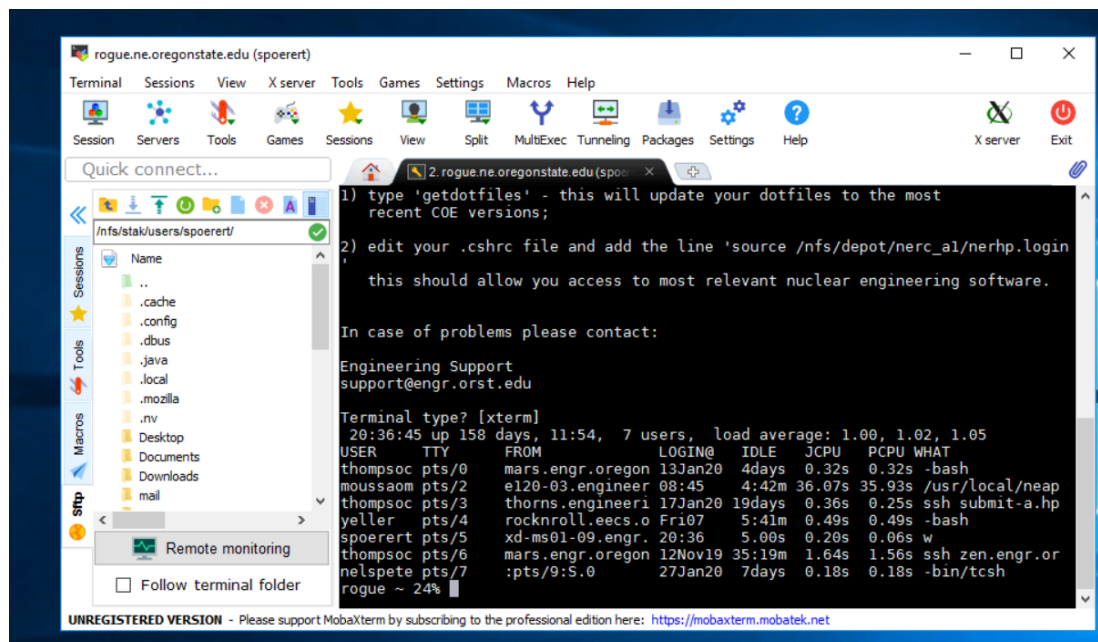 rogue.ne.oregonstate.edu (spoerert)
Terminal Sessions View X server Tools Games Settings Macros Help
Session Servers Tools Games Sessions View Split MultiExec Tunneling Packages Settings Help X server Exit
Quick connect...
2. rogue.ne.oregonstate.edu (spoer
/nfs/stak/users/spoerert/
Name
..
.cache
.config
.dbus
.java
.local
.mozilla
.nv
Desktop
Documents
Downloads
mail
Sessions
Tools
Macros
Sftp
Remote monitoring
Follow terminal folder
1) type 'getdotfiles' - this will update your dotfiles to the most
recent COE versions;
2) edit your .cshrc file and add the line 'source /nfs/depot/nerc_a1/nerhp.login
'
this should allow you access to most relevant nuclear engineering software.
In case of problems please contact:
Engineering Support
support@engr.orst.edu
Terminal type? [xterm]
20:36:45 up 158 days, 11:54, 7 users, load average: 1.00, 1.02, 1.05
USER TTY FROM LOGIN@ IDLE JCPU PCPU WHAT
thompsoc pts/0 mars.engr.oregon 13Jan20 4days 0.32s 0.32s -bash
moussaom pts/2 e120-03.engineer 08:45 4:42m 36.07s 35.93s /usr/local/neap
thompsoc pts/3 thorns.engineeri 17Jan20 19days 0.36s 0.25s ssh submit-a.hp
yeller pts/4 rocknroll.eecs.o Fri07 5:41m 0.49s 0.49s -bash
spoerert pts/5 xd-ms01-09.engr. 20:36 5.00s 0.20s 0.06s w
thompsoc pts/6 mars.engr.oregon 12Nov19 35:19m 1.64s 1.56s ssh zen.engr.or
nelspete pts/7 :pts/9:S.0 27Jan20 7days 0.18s 0.18s -bin/tcsh
rogue ~ 24%
UNREGISTERED VERSION - Please support MobaXterm by subscribing to the professional edition here: https://mobaxterm.mobatek.net